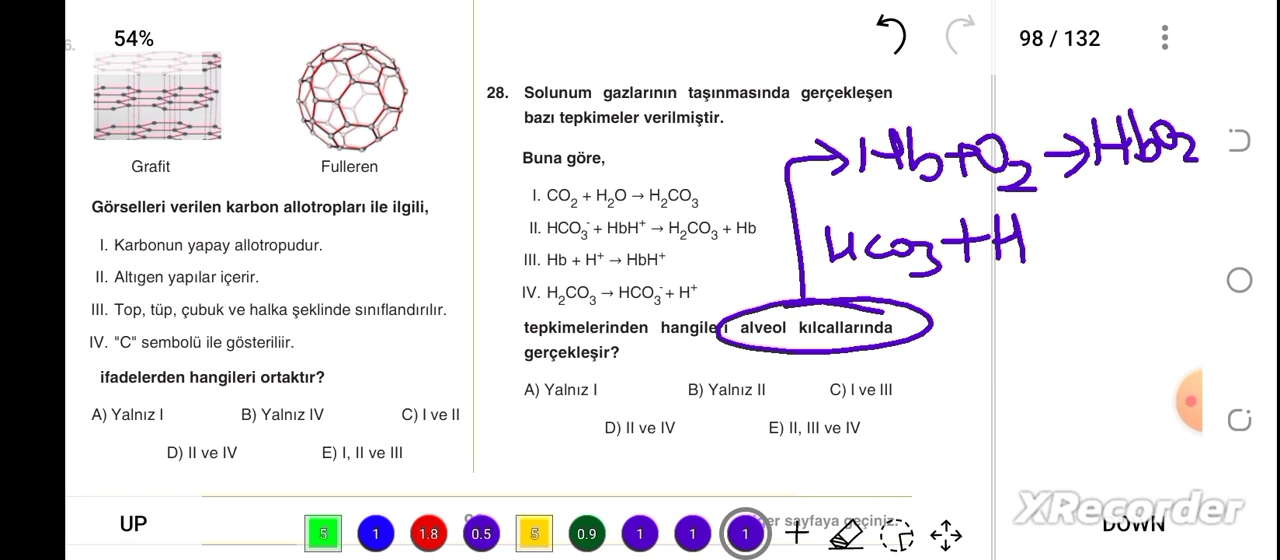 54%
98 / 132
6.
Grafit
Fulleren
Görselleri verilen karbon allotropları ile ilgili,
I. Karbonun yapay allotropudur.
II. Altıgen yapılar içerir.
III. Top, tüp, çubuk ve halka şeklinde sınıflandırılır.
IV. "C" sembolü ile gösteriliir.
ifadelerden hangileri ortaktır?
A) Yalnız I B) Yalnız IV C) I ve II
D) II ve IV E) I, II ve III
28. Solunum gazlarının taşınmasında gerçekleşen
bazı tepkimeler verilmiştir.
Buna göre,
I. CO₂ + H₂O → H₂CO₃
II. HCO₃⁻ + HbH⁺ → H₂CO₃ + Hb
III. Hb + H⁺ → HbH⁺
IV. H₂CO₃ → HCO₃⁻ + H⁺
tepkimelerinden hangileri alveol kılcallarında
gerçekleşir?
A) Yalnız I B) Yalnız II C) I ve III
D) II ve IV E) II, III ve IV
Hb+O₂ → HbO₂
HCO₃+H
UP
5 1 1.8 0.5 5 0.9 1 1 1
sayfaya geçiniz.
XRecorder
DOWN